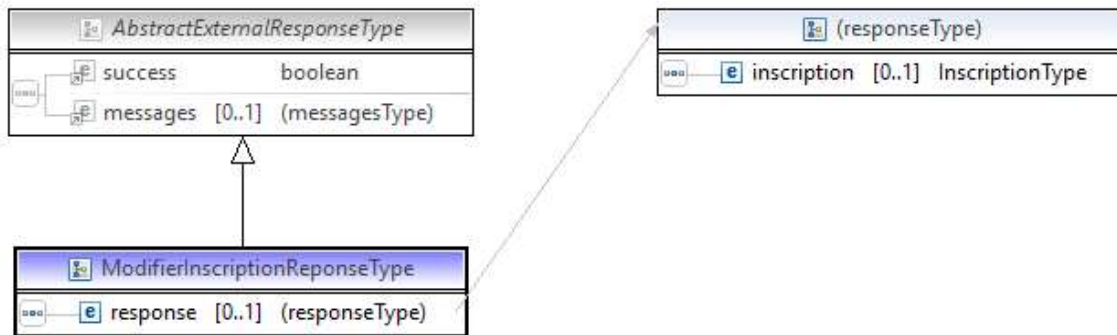 AbstractExternalResponseType
success boolean
messages [0..1] (messagesType)
(responseType)
inscription [0..1] InscriptionType
ModifierInscriptionReponseType
response [0..1] (responseType)